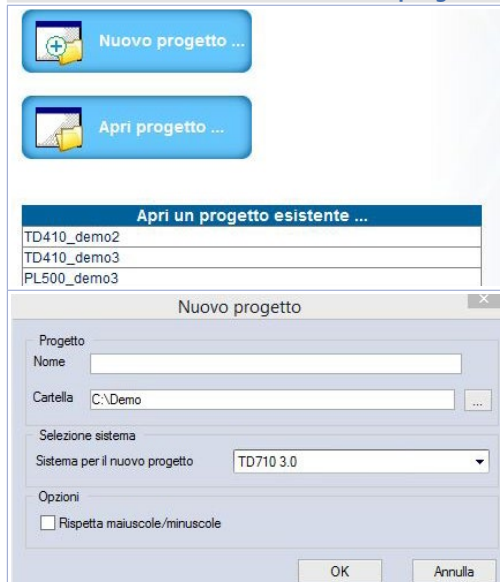 Nuovo progetto ...
Apri progetto ...
Apri un progetto esistente ...
TD410_demo2
TD410_demo3
PL500_demo3
Nuovo progetto
Progetto
Nome
Cartella C:\Demo ...
Selezione sistema
Sistema per il nuovo progetto TD710 3.0
Opzioni
Rispetta maiuscole/minuscole
OK Annulla